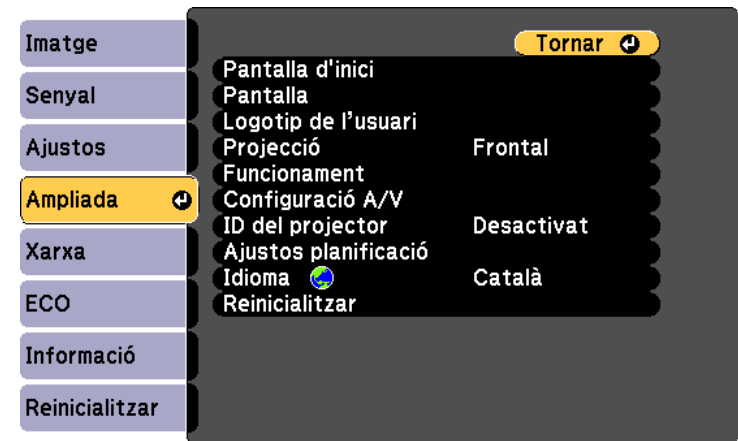 Imatge
Senyal
Ajustos
Ampliada
Xarxa
ECO
Informació
Reinicialitzar
Tornar
Pantalla d'inici
Pantalla
Logotip de l'usuari
Projecció Frontal
Funcionament
Configuració A/V
ID del projector Desactivat
Ajustos planificació
Idioma Català
Reinicialitzar